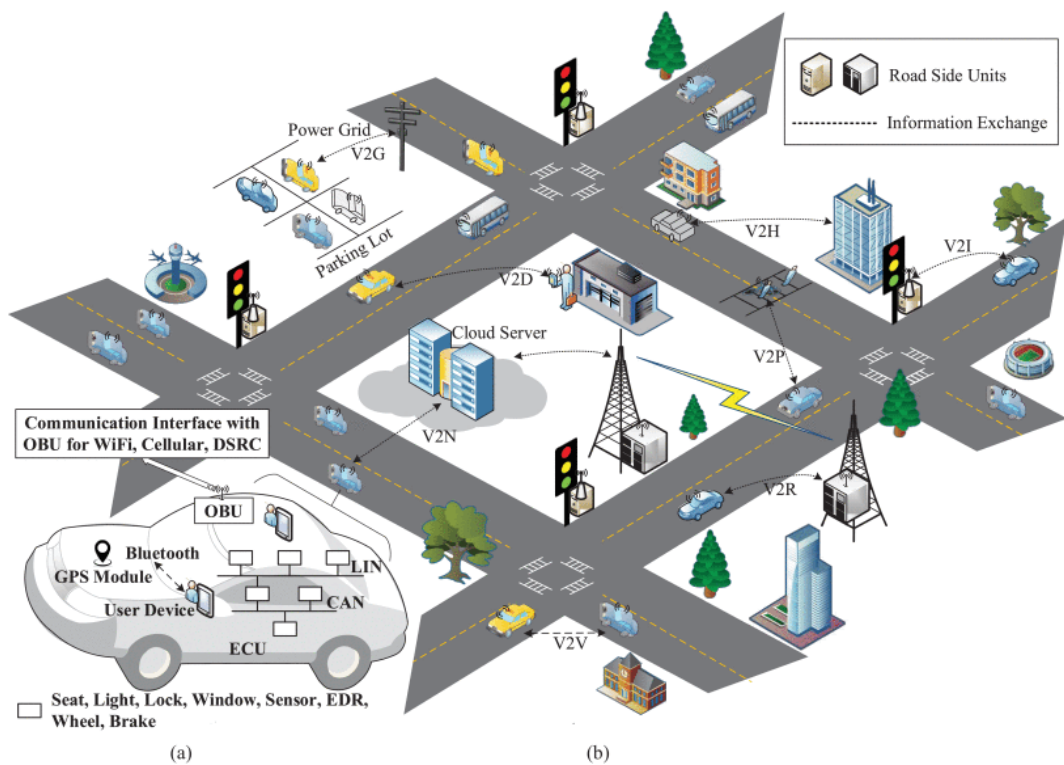 Road Side Units
Information Exchange
Power Grid
V2G
Parking Lot
V2H
V2I
V2D
Cloud Server
V2P
V2N
V2R
V2V
Communication Interface with
OBU for WiFi, Cellular, DSRC
OBU
Bluetooth
GPS Module
User Device
LIN
CAN
ECU
Seat, Light, Lock, Window, Sensor, EDR,
Wheel, Brake
(a)
(b)